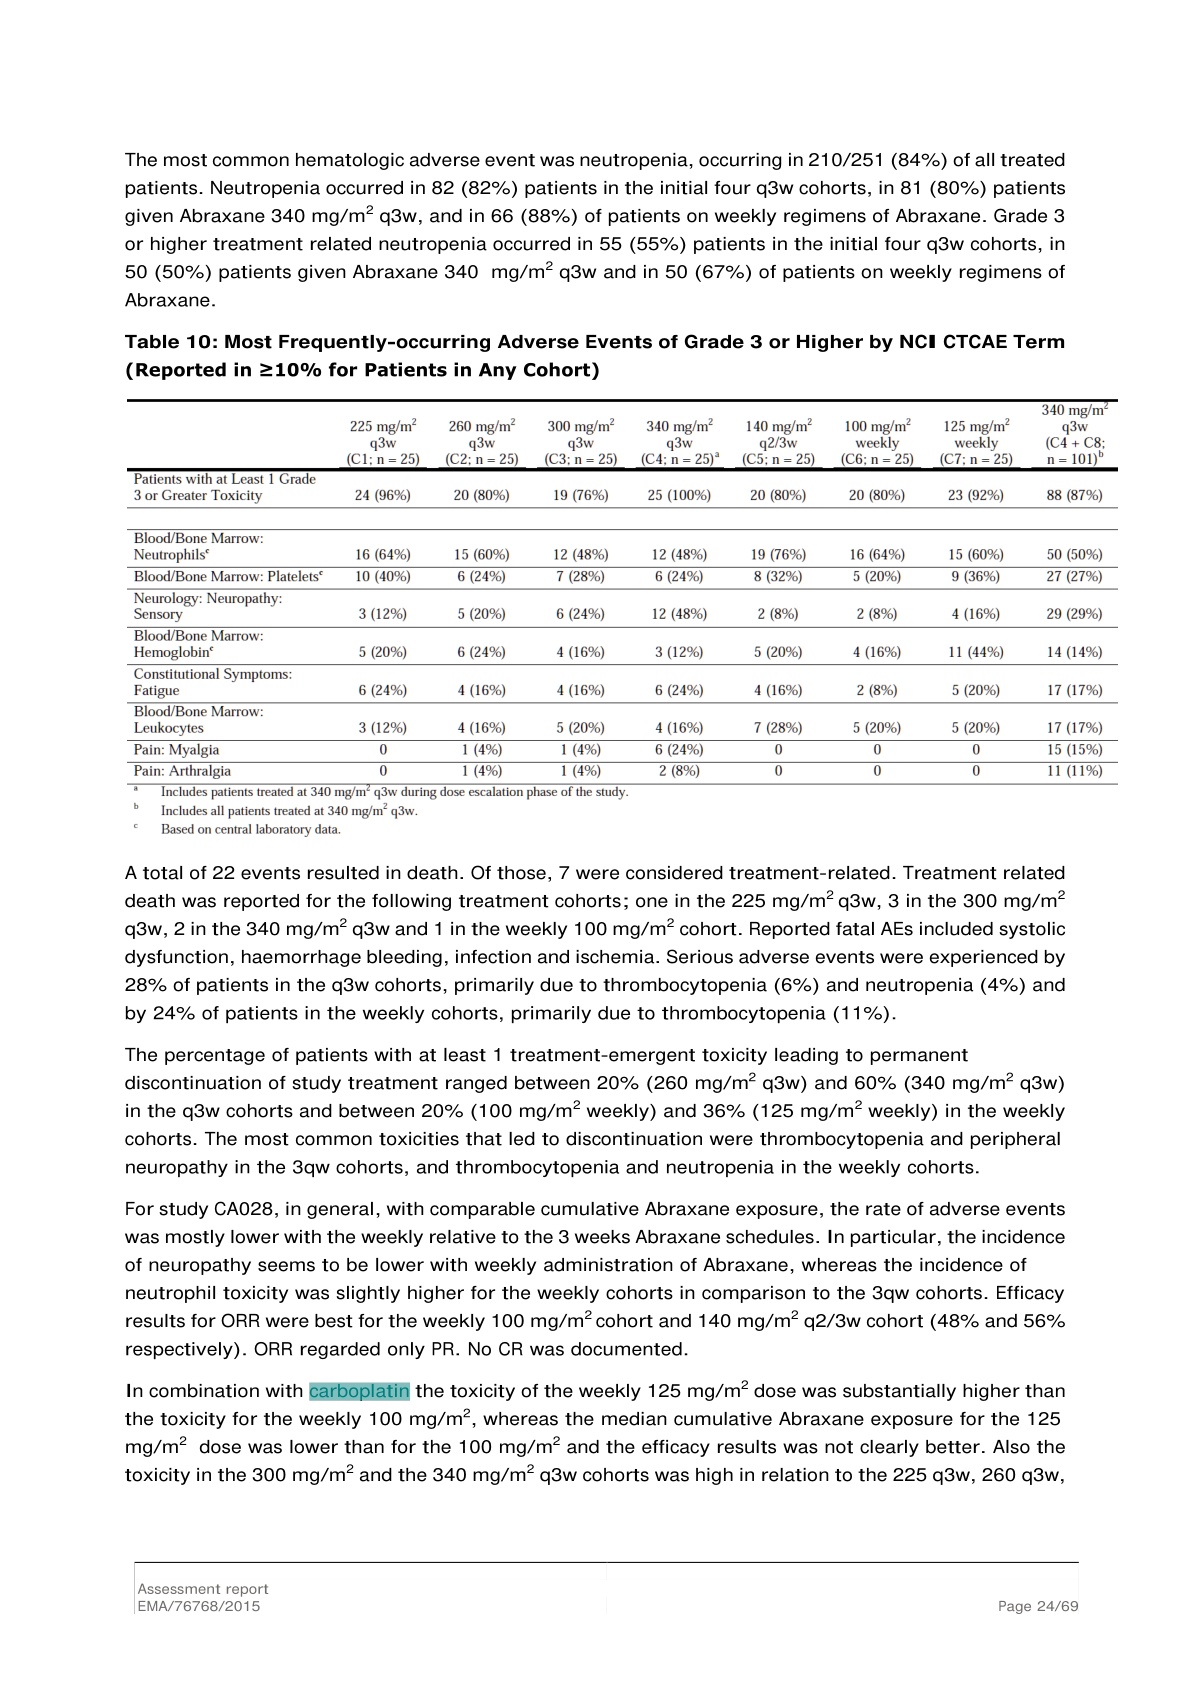 The most common hematologic adverse event was neutropenia, occurring in 210/251 (84%) of all treated
patients. Neutropenia occurred in 82 (82%) patients in the initial four q3w cohorts, in 81 (80%) patients
given Abraxane 340 mg/m² q3w, and in 66 (88%) of patients on weekly regimens of Abraxane. Grade 3
or higher treatment related neutropenia occurred in 55 (55%) patients in the initial four q3w cohorts, in
50 (50%) patients given Abraxane 340 mg/m² q3w and in 50 (67%) of patients on weekly regimens of
Abraxane.
Table 10: Most Frequently-occurring Adverse Events of Grade 3 or Higher by NCI CTCAE Term
(Reported in ≥10% for Patients in Any Cohort)
225 mg/m² q3w (C1; n = 25) 260 mg/m² q3w (C2; n = 25) 300 mg/m² q3w (C3; n = 25) 340 mg/m² q3w (C4; n = 25)ᵃ 140 mg/m² q2/3w (C5; n = 25) 100 mg/m² weekly (C6; n = 25) 125 mg/m² weekly (C7; n = 25) 340 mg/m² q3w (C4 + C8; n = 101)ᵇ
Patients with at Least 1 Grade
3 or Greater Toxicity 24 (96%) 20 (80%) 19 (76%) 25 (100%) 20 (80%) 20 (80%) 23 (92%) 88 (87%)
Blood/Bone Marrow:
Neutrophilsᶜ 16 (64%) 15 (60%) 12 (48%) 12 (48%) 19 (76%) 16 (64%) 15 (60%) 50 (50%)
Blood/Bone Marrow: Plateletsᶜ 10 (40%) 6 (24%) 7 (28%) 6 (24%) 8 (32%) 5 (20%) 9 (36%) 27 (27%)
Neurology: Neuropathy:
Sensory 3 (12%) 5 (20%) 6 (24%) 12 (48%) 2 (8%) 2 (8%) 4 (16%) 29 (29%)
Blood/Bone Marrow:
Hemoglobinᶜ 5 (20%) 6 (24%) 4 (16%) 3 (12%) 5 (20%) 4 (16%) 11 (44%) 14 (14%)
Constitutional Symptoms:
Fatigue 6 (24%) 4 (16%) 4 (16%) 6 (24%) 4 (16%) 2 (8%) 5 (20%) 17 (17%)
Blood/Bone Marrow:
Leukocytes 3 (12%) 4 (16%) 5 (20%) 4 (16%) 7 (28%) 5 (20%) 5 (20%) 17 (17%)
Pain: Myalgia 0 1 (4%) 1 (4%) 6 (24%) 0 0 0 15 (15%)
Pain: Arthralgia 0 1 (4%) 1 (4%) 2 (8%) 0 0 0 11 (11%)
ᵃ Includes patients treated at 340 mg/m² q3w during dose escalation phase of the study.
ᵇ Includes all patients treated at 340 mg/m² q3w.
ᶜ Based on central laboratory data.
A total of 22 events resulted in death. Of those, 7 were considered treatment-related. Treatment related
death was reported for the following treatment cohorts; one in the 225 mg/m² q3w, 3 in the 300 mg/m²
q3w, 2 in the 340 mg/m² q3w and 1 in the weekly 100 mg/m² cohort. Reported fatal AEs included systolic
dysfunction, haemorrhage bleeding, infection and ischemia. Serious adverse events were experienced by
28% of patients in the q3w cohorts, primarily due to thrombocytopenia (6%) and neutropenia (4%) and
by 24% of patients in the weekly cohorts, primarily due to thrombocytopenia (11%).
The percentage of patients with at least 1 treatment-emergent toxicity leading to permanent
discontinuation of study treatment ranged between 20% (260 mg/m² q3w) and 60% (340 mg/m² q3w)
in the q3w cohorts and between 20% (100 mg/m² weekly) and 36% (125 mg/m² weekly) in the weekly
cohorts. The most common toxicities that led to discontinuation were thrombocytopenia and peripheral
neuropathy in the 3qw cohorts, and thrombocytopenia and neutropenia in the weekly cohorts.
For study CA028, in general, with comparable cumulative Abraxane exposure, the rate of adverse events
was mostly lower with the weekly relative to the 3 weeks Abraxane schedules. In particular, the incidence
of neuropathy seems to be lower with weekly administration of Abraxane, whereas the incidence of
neutrophil toxicity was slightly higher for the weekly cohorts in comparison to the 3qw cohorts. Efficacy
results for ORR were best for the weekly 100 mg/m² cohort and 140 mg/m² q2/3w cohort (48% and 56%
respectively). ORR regarded only PR. No CR was documented.
In combination with carboplatin the toxicity of the weekly 125 mg/m² dose was substantially higher than
the toxicity for the weekly 100 mg/m², whereas the median cumulative Abraxane exposure for the 125
mg/m² dose was lower than for the 100 mg/m² and the efficacy results was not clearly better. Also the
toxicity in the 300 mg/m² and the 340 mg/m² q3w cohorts was high in relation to the 225 q3w, 260 q3w,
Assessment report
EMA/76768/2015 Page 24/69